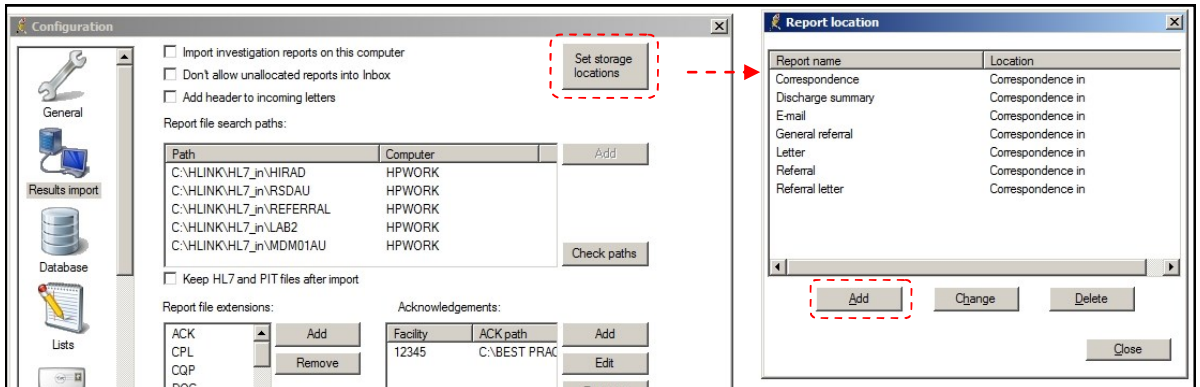 Configuration
General
Results import
Database
Lists
Import investigation reports on this computer
Don't allow unallocated reports into Inbox
Add header to incoming letters
Set storage
locations
Report file search paths:
Path Computer
C:\HLINK\HL7_in\HIRAD HPWORK
C:\HLINK\HL7_in\RSDAU HPWORK
C:\HLINK\HL7_in\REFERRAL HPWORK
C:\HLINK\HL7_in\LAB2 HPWORK
C:\HLINK\HL7_in\MDM01AU HPWORK
Add
Check paths
Keep HL7 and PIT files after import
Report file extensions:
ACK
CPL
CQP
Add
Remove
Acknowledgements:
Facility ACK path
12345 C:\BEST PRAC
Add
Edit
Report location
Report name Location
Correspondence Correspondence in
Discharge summary Correspondence in
E-mail Correspondence in
General referral Correspondence in
Letter Correspondence in
Referral Correspondence in
Referral letter Correspondence in
Add Change Delete
Close